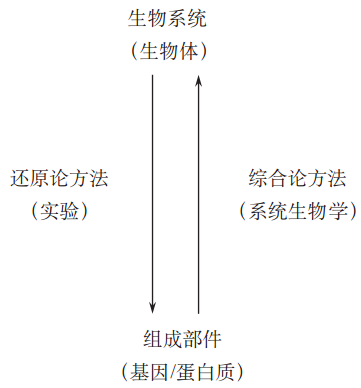 生物系统
（生物体）
还原论方法
（实验）
综合论方法
（系统生物学）
组成部件
（基因/蛋白质）